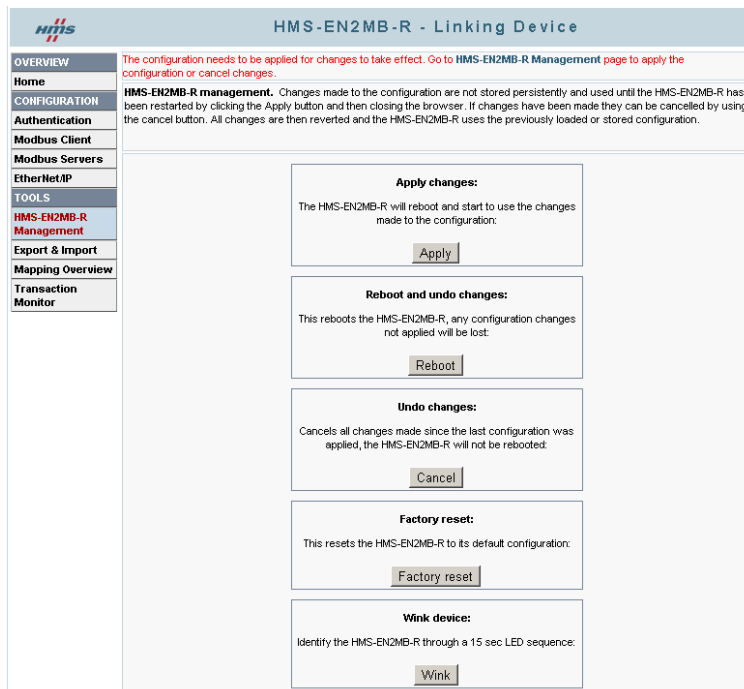 HMS
HMS-EN2MB-R - Linking Device
OVERVIEW
Home
CONFIGURATION
Authentication
Modbus Client
Modbus Servers
EtherNet/IP
TOOLS
HMS-EN2MB-R
Management
Export & Import
Mapping Overview
Transaction
Monitor
The configuration needs to be applied for changes to take effect. Go to HMS-EN2MB-R Management page to apply the
configuration or cancel changes.
HMS-EN2MB-R management. Changes made to the configuration are not stored persistently and used until the HMS-EN2MB-R has
been restarted by clicking the Apply button and then closing the browser. If changes have been made they can be cancelled by using
the cancel button. All changes are then reverted and the HMS-EN2MB-R uses the previously loaded or stored configuration.
Apply changes:
The HMS-EN2MB-R will reboot and start to use the changes
made to the configuration:
Apply
Reboot and undo changes:
This reboots the HMS-EN2MB-R, any configuration changes
not applied will be lost:
Reboot
Undo changes:
Cancels all changes made since the last configuration was
applied, the HMS-EN2MB-R will not be rebooted:
Cancel
Factory reset:
This resets the HMS-EN2MB-R to its default configuration:
Factory reset
Wink device:
Identify the HMS-EN2MB-R through a 15 sec LED sequence:
Wink